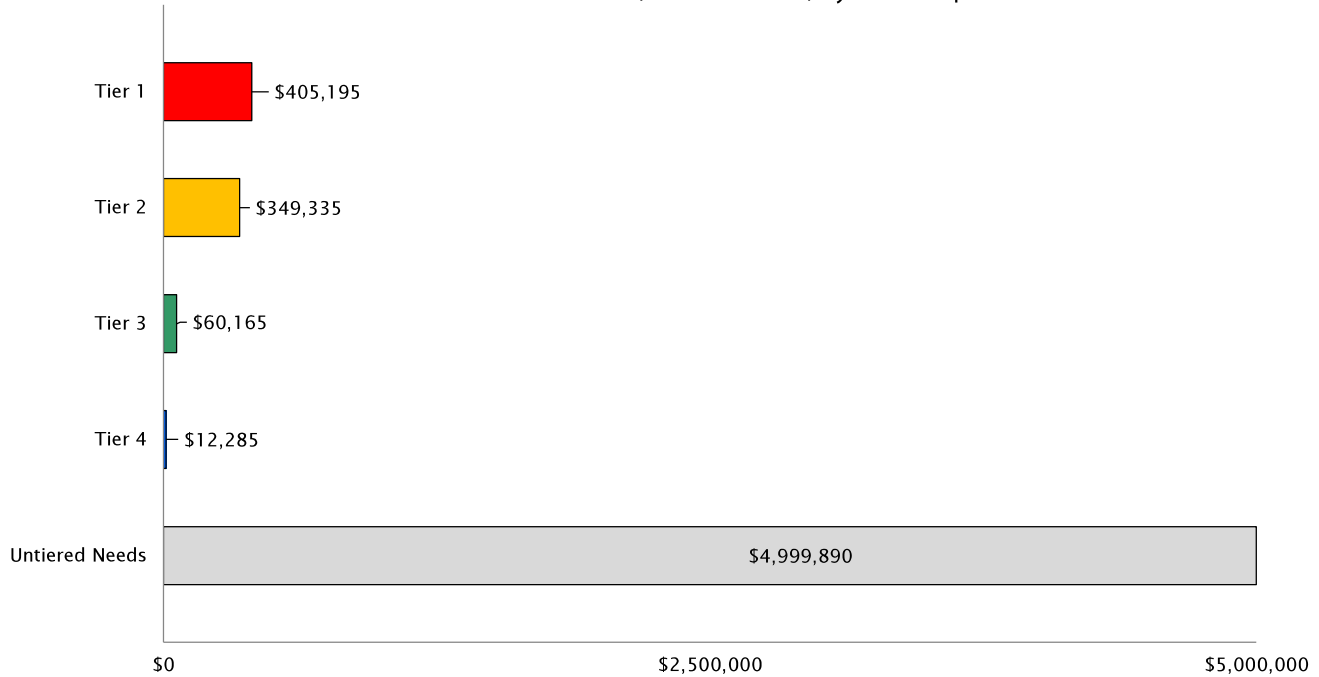 Tier 1 $405,195
Tier 2 $349,335
Tier 3 $60,165
Tier 4 $12,285
Untiered Needs $4,999,890
$0 $2,500,000 $5,000,000